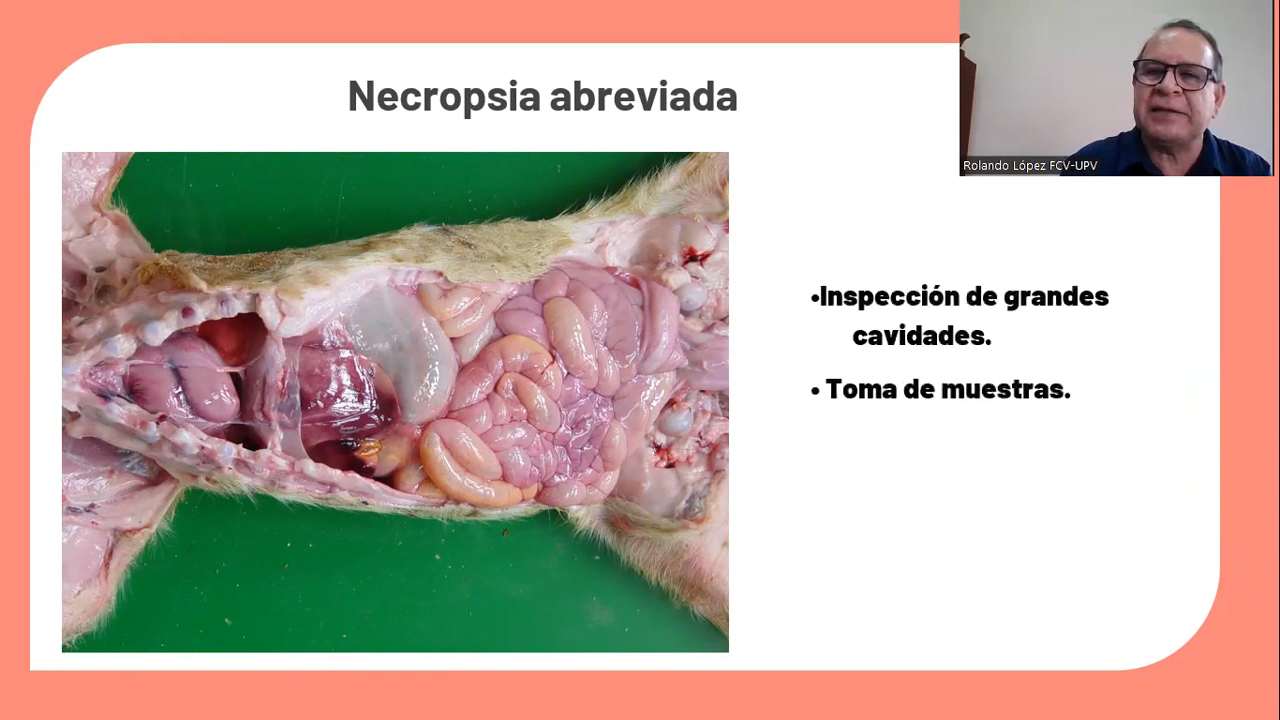 Necropsia abreviada
Rolando López FCV-UPV
•Inspección de grandes
cavidades.
• Toma de muestras.